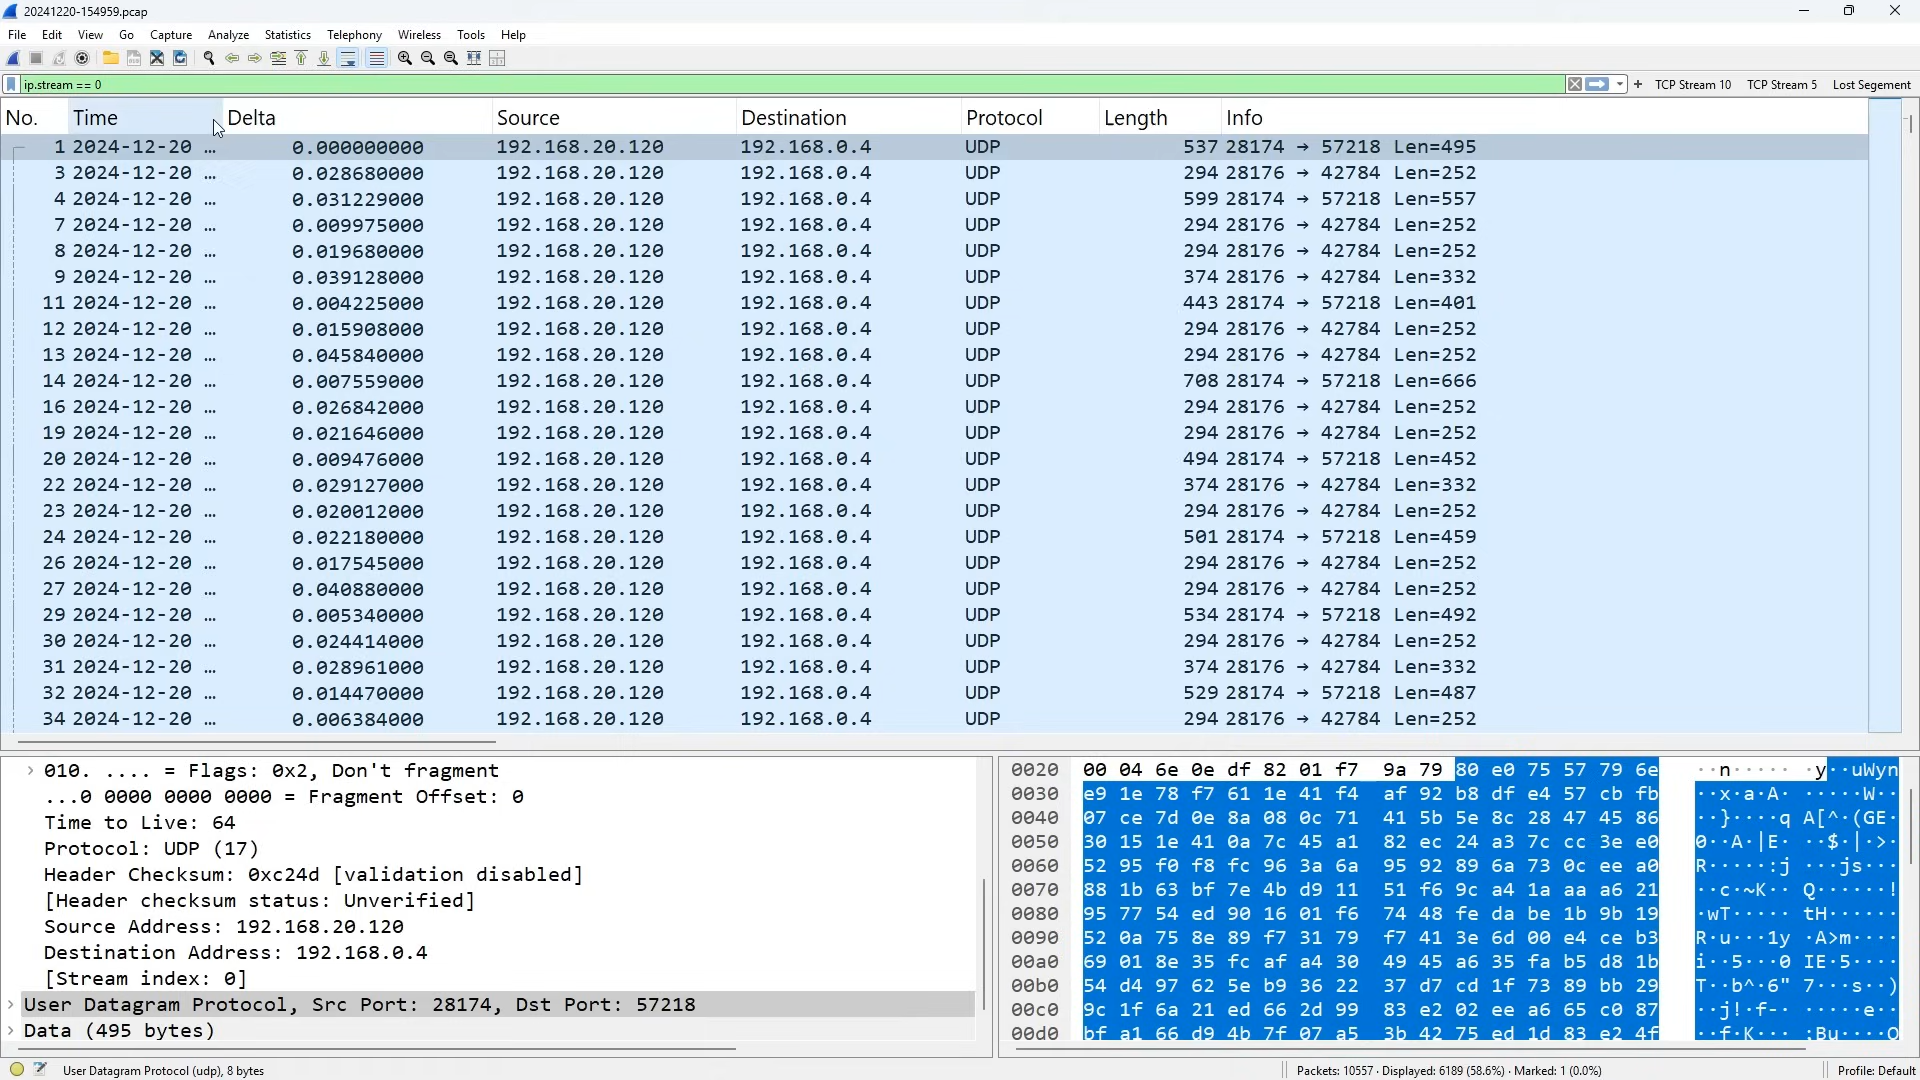 20241220-154959.pcap
File Edit View Go Capture Analyze Statistics Telephony Wireless Tools Help
ip.stream == 0
+ TCP Stream 10 TCP Stream 5 Lost Segement
No. Time Delta Source Destination Protocol Length Info
1 2024-12-20 … 0.000000000 192.168.20.120 192.168.0.4 UDP 537 28174 → 57218 Len=495
3 2024-12-20 … 0.028680000 192.168.20.120 192.168.0.4 UDP 294 28176 → 42784 Len=252
4 2024-12-20 … 0.031229000 192.168.20.120 192.168.0.4 UDP 599 28174 → 57218 Len=557
7 2024-12-20 … 0.009975000 192.168.20.120 192.168.0.4 UDP 294 28176 → 42784 Len=252
8 2024-12-20 … 0.019680000 192.168.20.120 192.168.0.4 UDP 294 28176 → 42784 Len=252
9 2024-12-20 … 0.039128000 192.168.20.120 192.168.0.4 UDP 374 28176 → 42784 Len=332
11 2024-12-20 … 0.004225000 192.168.20.120 192.168.0.4 UDP 443 28174 → 57218 Len=401
12 2024-12-20 … 0.015908000 192.168.20.120 192.168.0.4 UDP 294 28176 → 42784 Len=252
13 2024-12-20 … 0.045840000 192.168.20.120 192.168.0.4 UDP 294 28176 → 42784 Len=252
14 2024-12-20 … 0.007559000 192.168.20.120 192.168.0.4 UDP 708 28174 → 57218 Len=666
16 2024-12-20 … 0.026842000 192.168.20.120 192.168.0.4 UDP 294 28176 → 42784 Len=252
19 2024-12-20 … 0.021646000 192.168.20.120 192.168.0.4 UDP 294 28176 → 42784 Len=252
20 2024-12-20 … 0.009476000 192.168.20.120 192.168.0.4 UDP 494 28174 → 57218 Len=452
22 2024-12-20 … 0.029127000 192.168.20.120 192.168.0.4 UDP 374 28176 → 42784 Len=332
23 2024-12-20 … 0.020012000 192.168.20.120 192.168.0.4 UDP 294 28176 → 42784 Len=252
24 2024-12-20 … 0.022180000 192.168.20.120 192.168.0.4 UDP 501 28174 → 57218 Len=459
26 2024-12-20 … 0.017545000 192.168.20.120 192.168.0.4 UDP 294 28176 → 42784 Len=252
27 2024-12-20 … 0.040880000 192.168.20.120 192.168.0.4 UDP 294 28176 → 42784 Len=252
29 2024-12-20 … 0.005340000 192.168.20.120 192.168.0.4 UDP 534 28174 → 57218 Len=492
30 2024-12-20 … 0.024414000 192.168.20.120 192.168.0.4 UDP 294 28176 → 42784 Len=252
31 2024-12-20 … 0.028961000 192.168.20.120 192.168.0.4 UDP 374 28176 → 42784 Len=332
32 2024-12-20 … 0.014470000 192.168.20.120 192.168.0.4 UDP 529 28174 → 57218 Len=487
34 2024-12-20 … 0.006384000 192.168.20.120 192.168.0.4 UDP 294 28176 → 42784 Len=252
010. .... = Flags: 0x2, Don't fragment
...0 0000 0000 0000 = Fragment Offset: 0
Time to Live: 64
Protocol: UDP (17)
Header Checksum: 0xc24d [validation disabled]
[Header checksum status: Unverified]
Source Address: 192.168.20.120
Destination Address: 192.168.0.4
[Stream index: 0]
User Datagram Protocol, Src Port: 28174, Dst Port: 57218
Data (495 bytes)
0020 00 04 6e 0e df 82 01 f7 9a 79 80 e0 75 57 79 6e ··n····· ·y··uWyn
0030 e9 1e 78 f7 61 1e 41 f4 af 92 b8 df e4 57 cb fb ··x·a·A· ·····W··
0040 07 ce 7d 0e 8a 08 0c 71 41 5b 5e 8c 28 47 45 86 ··}····q A[^·(GE·
0050 30 15 1e 41 0a 7c 45 a1 82 ec 24 a3 7c cc 3e e0 0··A·|E· ··$·|·>·
0060 52 95 f0 f8 fc 96 3a 6a 95 92 89 6a 73 0c ee a0 R·····:j ···js···
0070 88 1b 63 bf 7e 4b d9 11 51 f6 9c a4 1a aa a6 21 ··c·~K·· Q······!
0080 95 77 54 ed 90 16 01 f6 74 48 fe da be 1b 9b 19 ·wT····· tH······
0090 52 0a 75 8e 89 f7 31 79 f7 41 3e 6d 00 e4 ce b3 R·u···1y ·A>m····
00a0 69 01 8e 35 fc af a4 30 49 45 a6 35 fa b5 d8 1b i··5···0 IE·5····
00b0 54 d4 97 62 5e b9 36 22 37 d7 cd 1f 73 89 bb 29 T··b^·6" 7···s··)
00c0 9c 1f 6a 21 ed 66 2d 99 83 e2 02 ee a6 65 c0 87 ··j!·f-· ·····e··
00d0 bf a1 66 d9 4b 7f 07 a5 3b 42 75 ed 1d 83 e2 4f ··f·K··· ;Bu····O
User Datagram Protocol (udp), 8 bytes
Packets: 10557 · Displayed: 6189 (58.6%) · Marked: 1 (0.0%)
Profile: Default